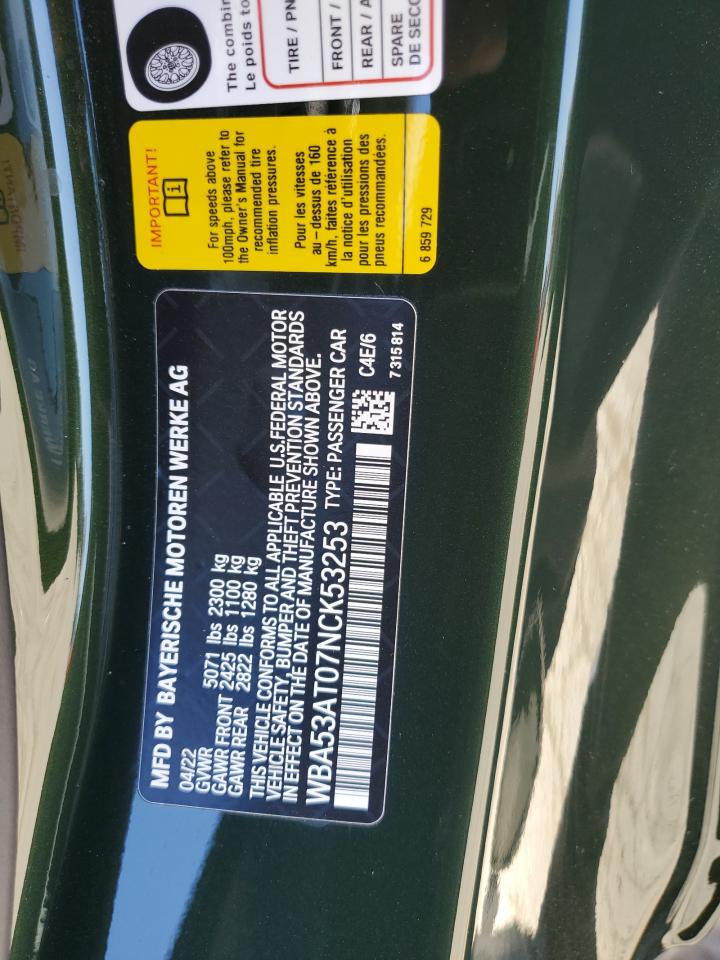 MFD BY BAYERISCHE MOTOREN WERKE AG
04/22
GVWR 5071 lbs 2300 kg
GAWR FRONT 2425 lbs 1100 kg
GAWR REAR 2822 lbs 1280 kg
THIS VEHICLE CONFORMS TO ALL APPLICABLE U.S.FEDERAL MOTOR
VEHICLE SAFETY, BUMPER AND THEFT PREVENTION STANDARDS
IN EFFECT ON THE DATE OF MANUFACTURE SHOWN ABOVE.
WBA53AT07NCK53253 TYPE: PASSENGER CAR
C4E/6
7315814
IMPORTANT!
For speeds above
100mph, please refer to
the Owner's Manual for
recommended tire
inflation pressures.
Pour les vitesses
au – dessus de 160
km/h, faites référence à
la notice d'utilisation
pour les pressions des
pneus recommandées.
6 859 729
The combin
Le poids to
TIRE / PN
FRONT /
REAR / A
SPARE
DE SECO